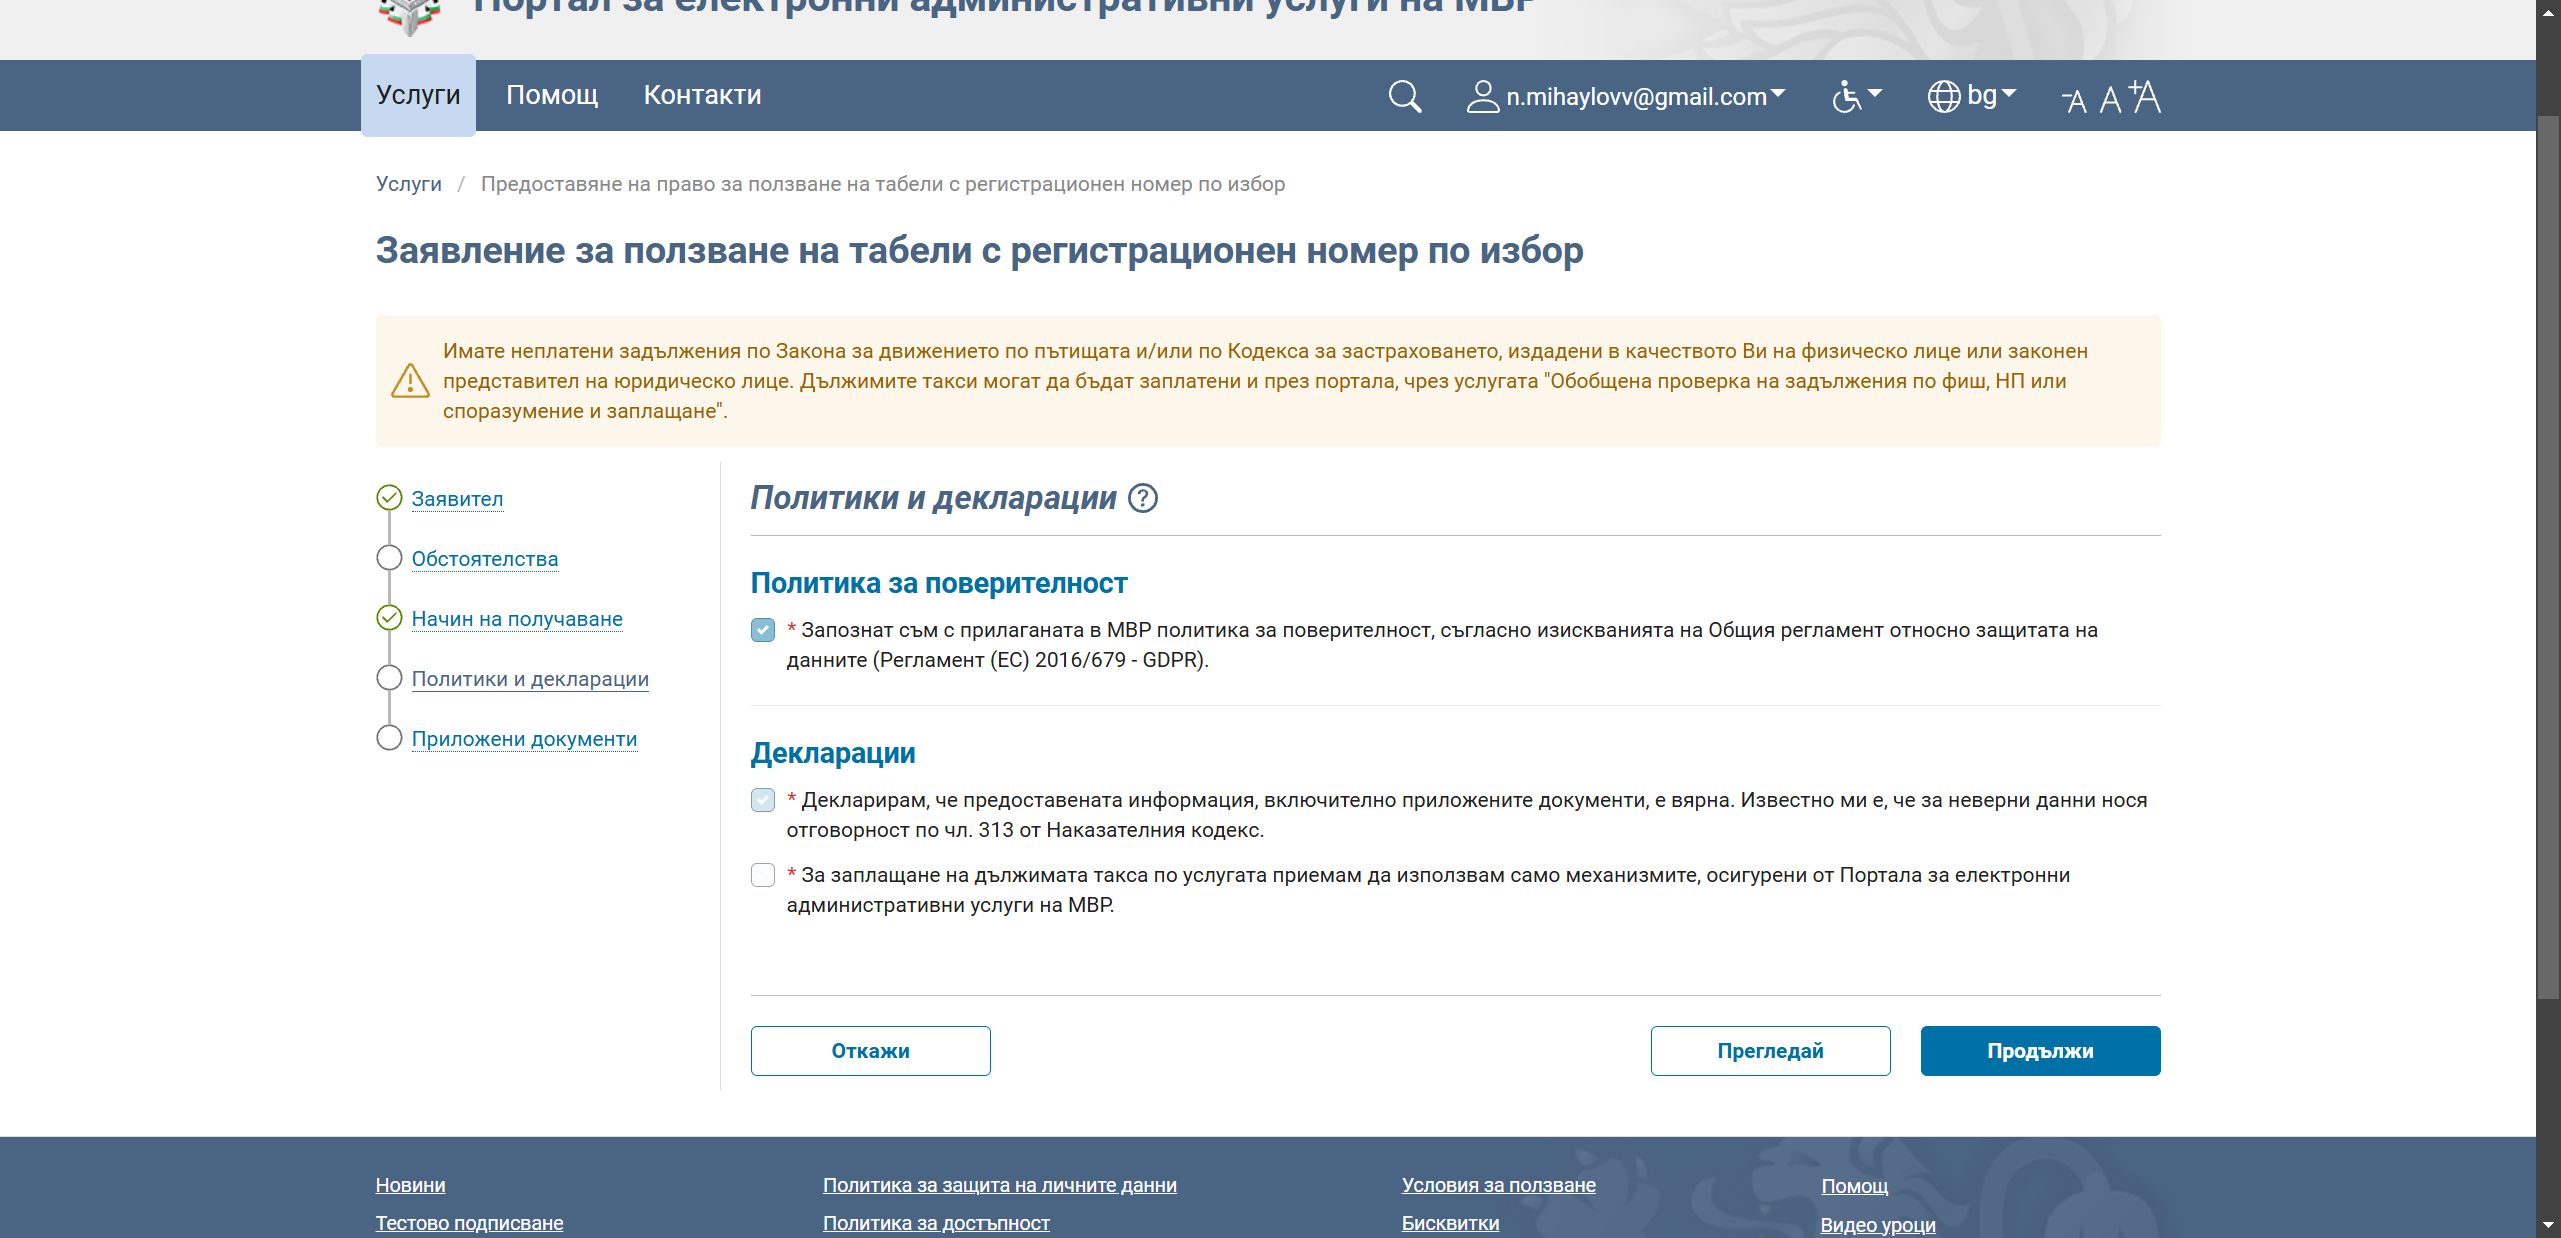 Портал за електронни административни услуги на МВР
Услуги
Помощ
Контакти
n.mihaylovv@gmail.com
bg
-A A +A
Услуги / Предоставяне на право за ползване на табели с регистрационен номер по избор
Заявление за ползване на табели с регистрационен номер по избор
Имате неплатени задължения по Закона за движението по пътищата и/или по Кодекса за застраховането, издадени в качеството Ви на физическо лице или законен
представител на юридическо лице. Дължимите такси могат да бъдат заплатени и през портала, чрез услугата "Обобщена проверка на задължения по фиш, НП или
споразумение и заплащане".
Заявител
Обстоятелства
Начин на получаване
Политики и декларации
Приложени документи
Политики и декларации
Политика за поверителност
* Запознат съм с прилаганата в МВР политика за поверителност, съгласно изискванията на Общия регламент относно защитата на
данните (Регламент (ЕС) 2016/679 - GDPR).
Декларации
* Декларирам, че предоставената информация, включително приложените документи, е вярна. Известно ми е, че за неверни данни нося
отговорност по чл. 313 от Наказателния кодекс.
* За заплащане на дължимата такса по услугата приемам да използвам само механизмите, осигурени от Портала за електронни
административни услуги на МВР.
Откажи
Прегледай
Продължи
Новини
Политика за защита на личните данни
Условия за ползване
Помощ
Тестово подписване
Политика за достъпност
Бисквитки
Видео уроци